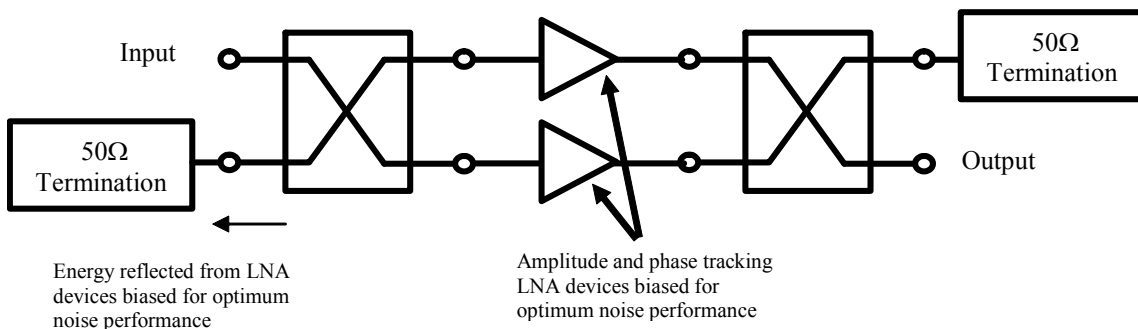 Input
50Ω
Termination
50Ω
Termination
Output
Energy reflected from LNA
devices biased for optimum
noise performance
Amplitude and phase tracking
LNA devices biased for
optimum noise performance